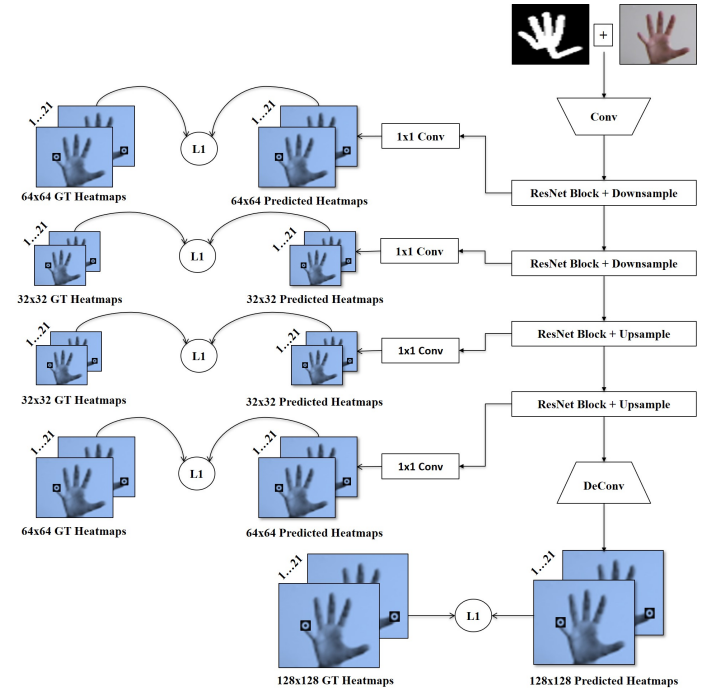 +
Conv
1…21
L1
1…21
1x1 Conv
64x64 GT Heatmaps
64x64 Predicted Heatmaps
ResNet Block + Downsample
1…21
L1
1…21
1x1 Conv
32x32 GT Heatmaps
32x32 Predicted Heatmaps
ResNet Block + Downsample
1…21
L1
1…21
1x1 Conv
32x32 GT Heatmaps
32x32 Predicted Heatmaps
ResNet Block + Upsample
1…21
L1
1…21
1x1 Conv
64x64 GT Heatmaps
64x64 Predicted Heatmaps
ResNet Block + Upsample
DeConv
1…21
L1
1…21
128x128 GT Heatmaps
128x128 Predicted Heatmaps